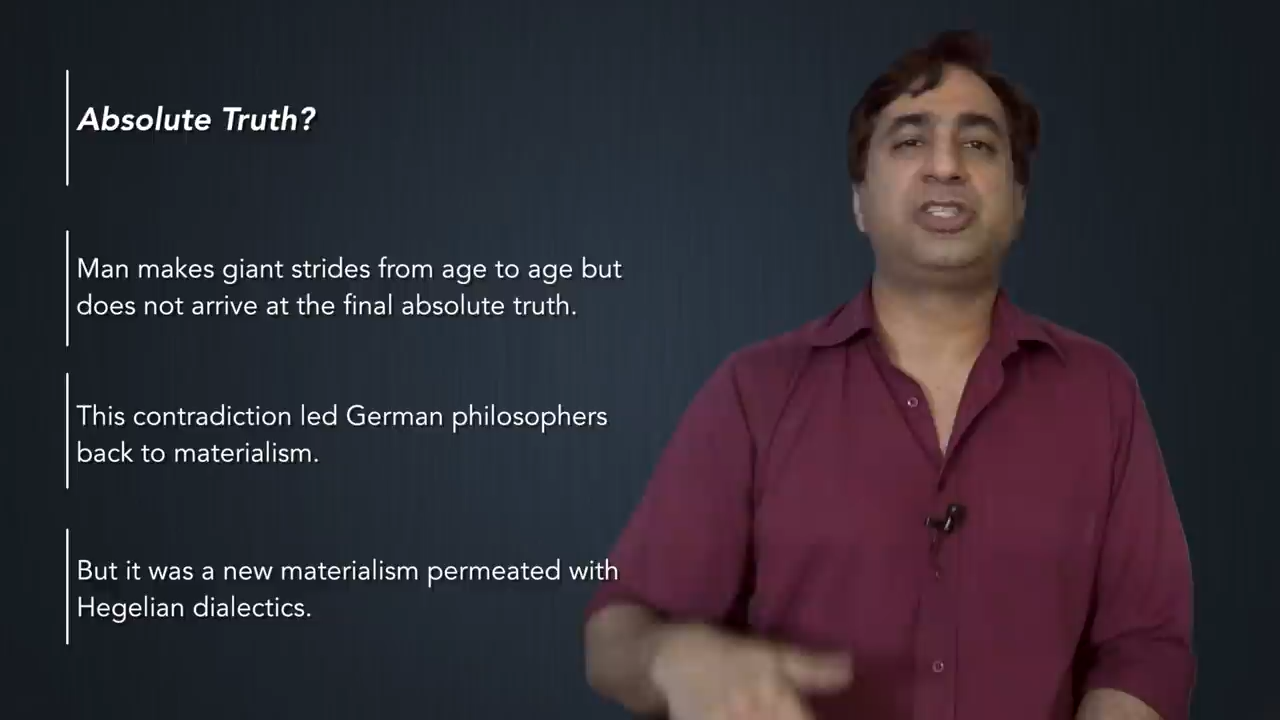 Absolute Truth?
Man makes giant strides from age to age but
does not arrive at the final absolute truth.
This contradiction led German philosophers
back to materialism.
But it was a new materialism permeated with
Hegelian dialectics.